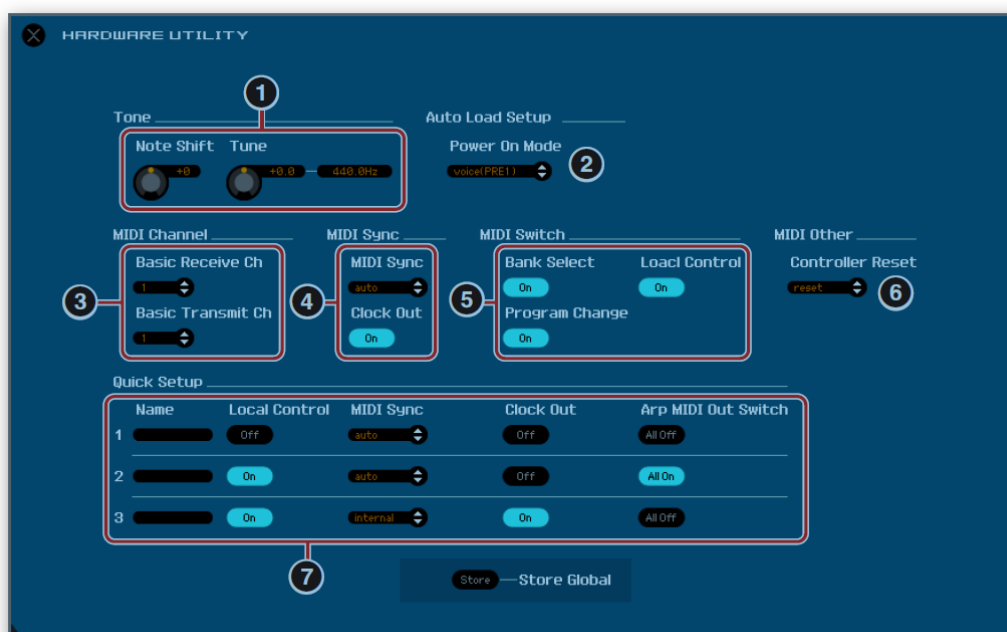 HARDWARE UTILITY
1
Tone
Auto Load Setup
Note Shift Tune
Power On Mode
+0 +0.0 440.0Hz
voice(PRE1)
2
MIDI Channel
MIDI Sync
MIDI Switch
MIDI Other
Basic Receive Ch
MIDI Sync
Bank Select
Loacl Control
Controller Reset
1
auto
On
On
reset
3
4
5
6
Basic Transmit Ch
Clock Out
Program Change
1
On
On
Quick Setup
Name Local Control MIDI Sync Clock Out Arp MIDI Out Switch
1 Off auto Off All Off
2 On auto Off All On
3 On internal On All Off
7
Store Store Global